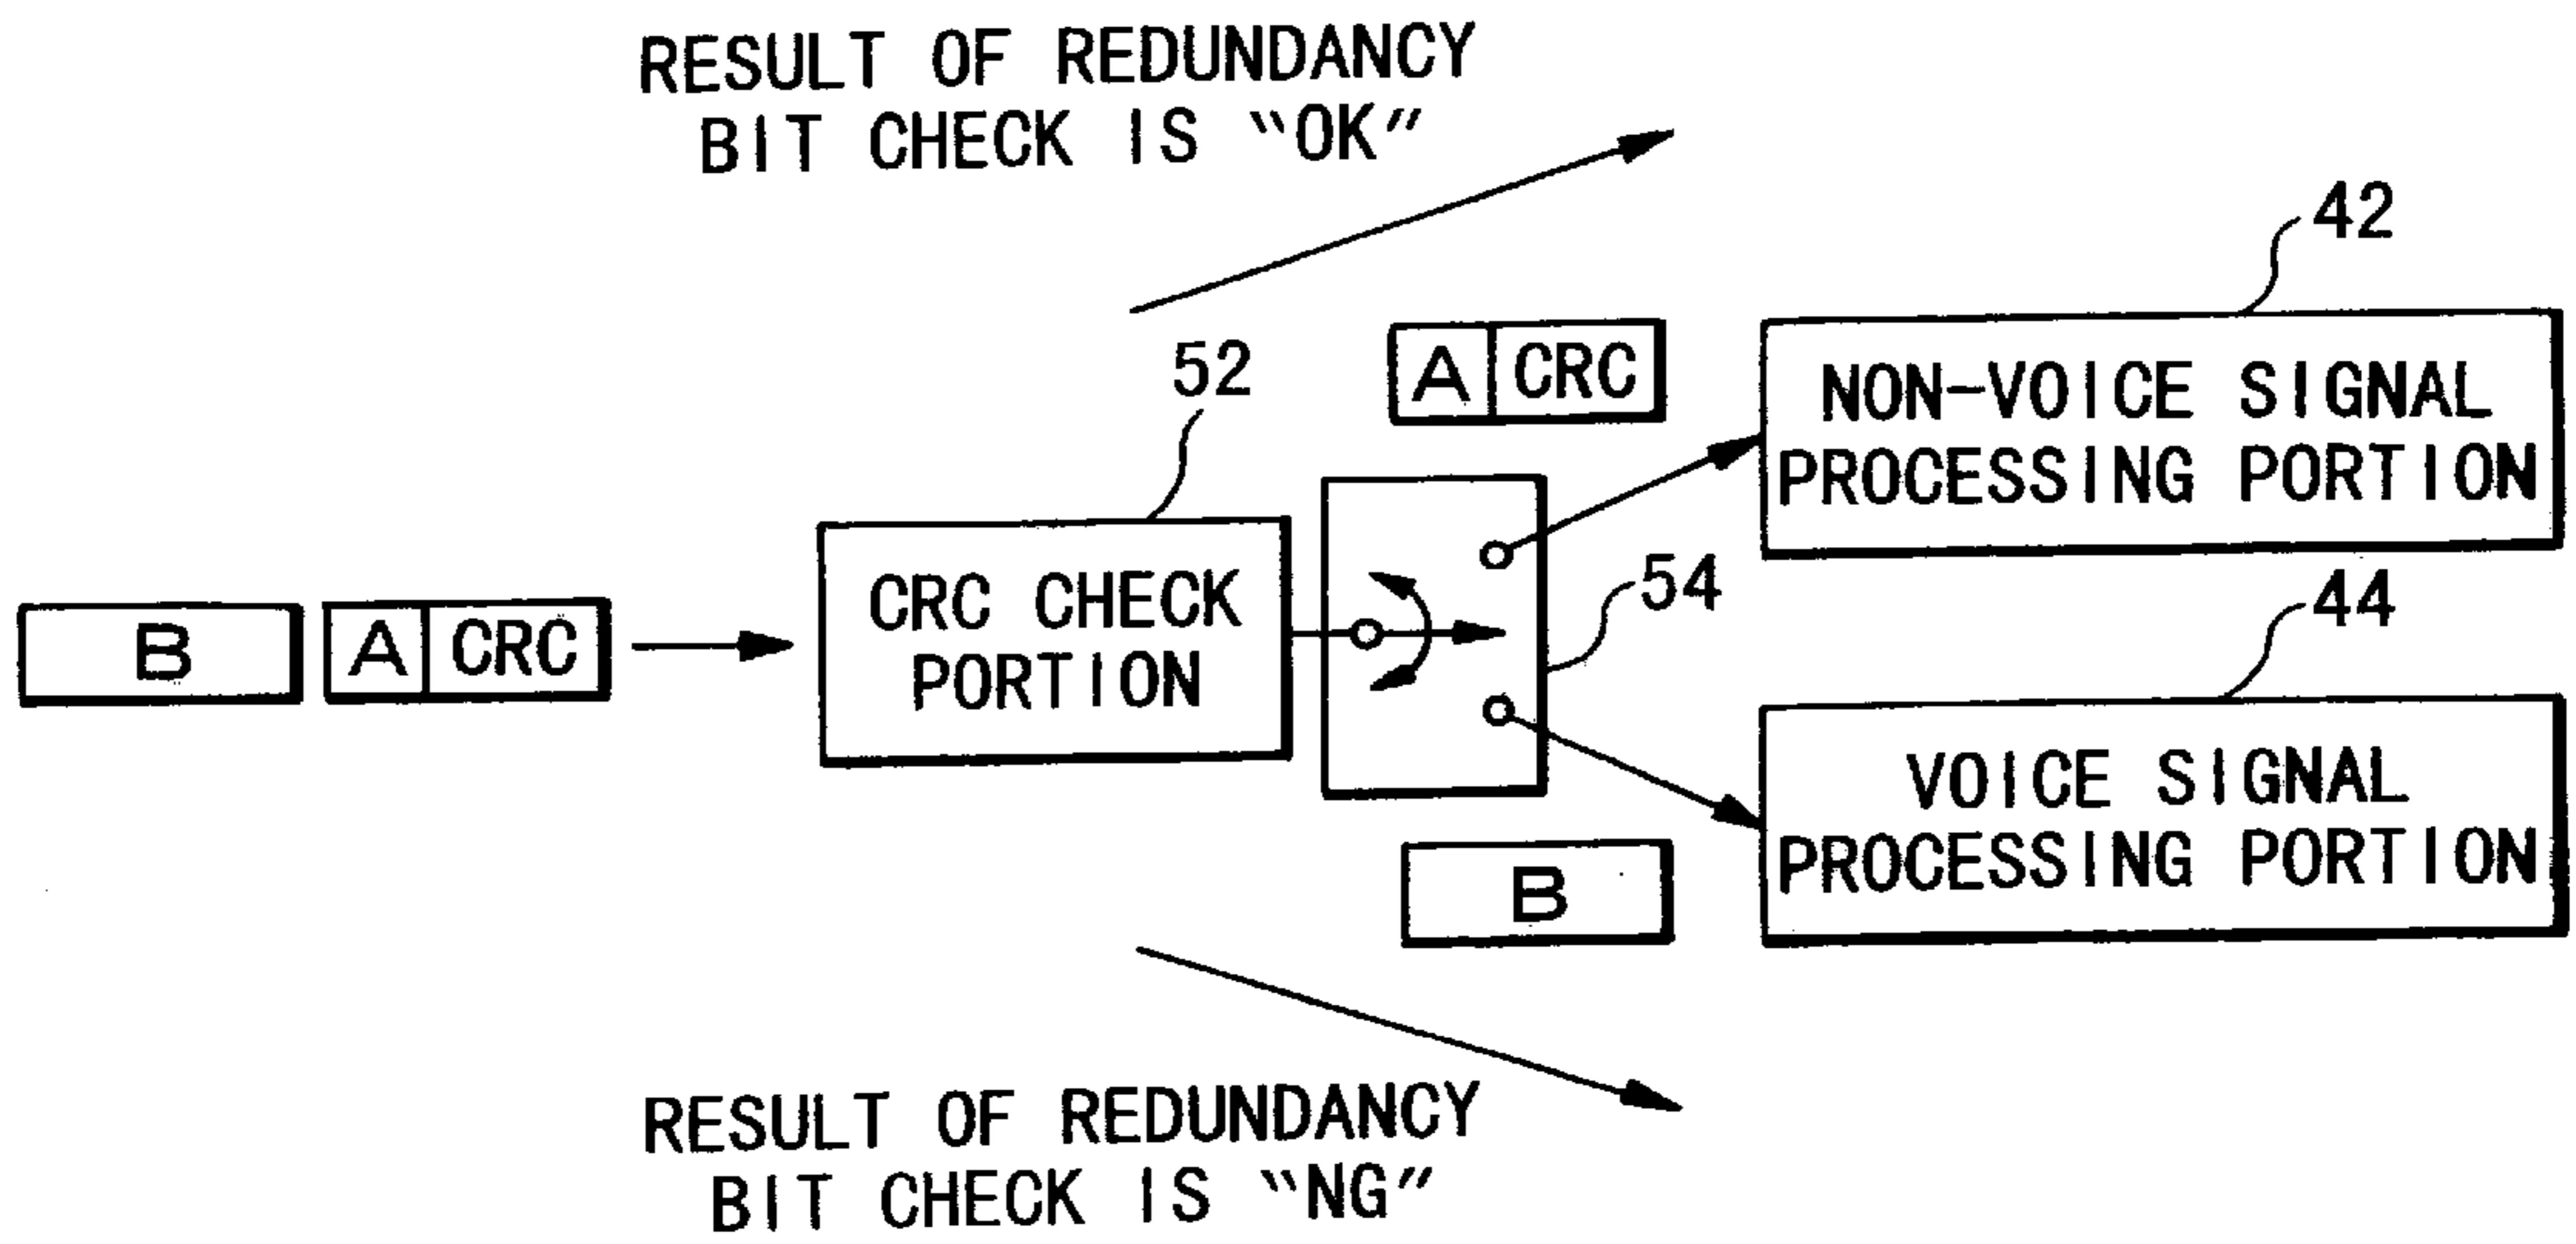 RESULT OF REDUNDANCY
BIT CHECK IS "OK"
42
52
A CRC
NON-VOICE SIGNAL
PROCESSING PORTION
B A CRC
CRC CHECK
PORTION
54
44
VOICE SIGNAL
PROCESSING PORTION
B
RESULT OF REDUNDANCY
BIT CHECK IS "NG"